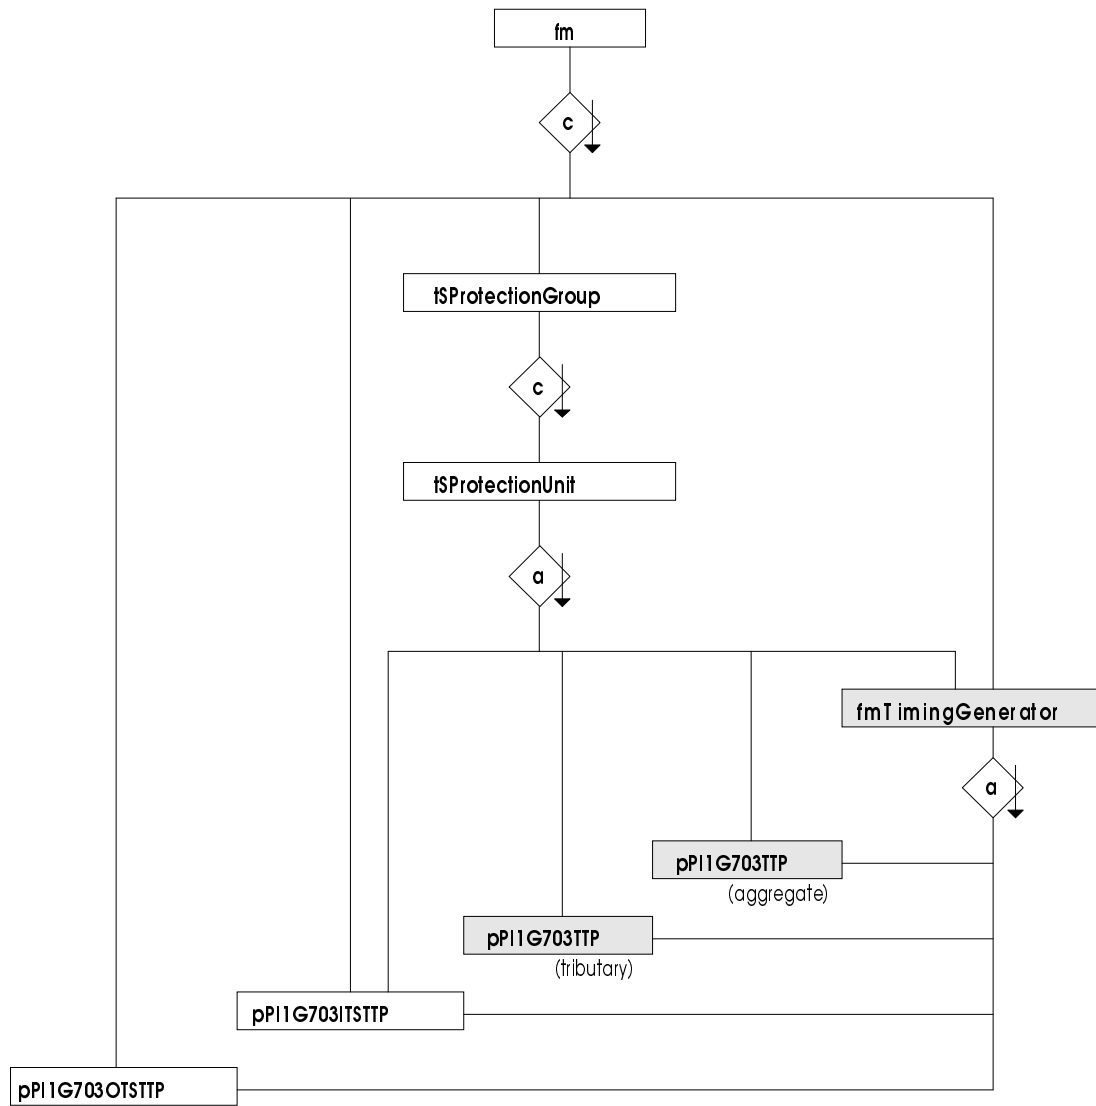 fm
c
tSProtectionGroup
c
tSProtectionUnit
a
fmTimingGenerator
a
pPI1G703TTP
(aggregate)
pPI1G703TTP
(tributary)
pPI1G703ITSTTP
pPI1G703OTSTTP